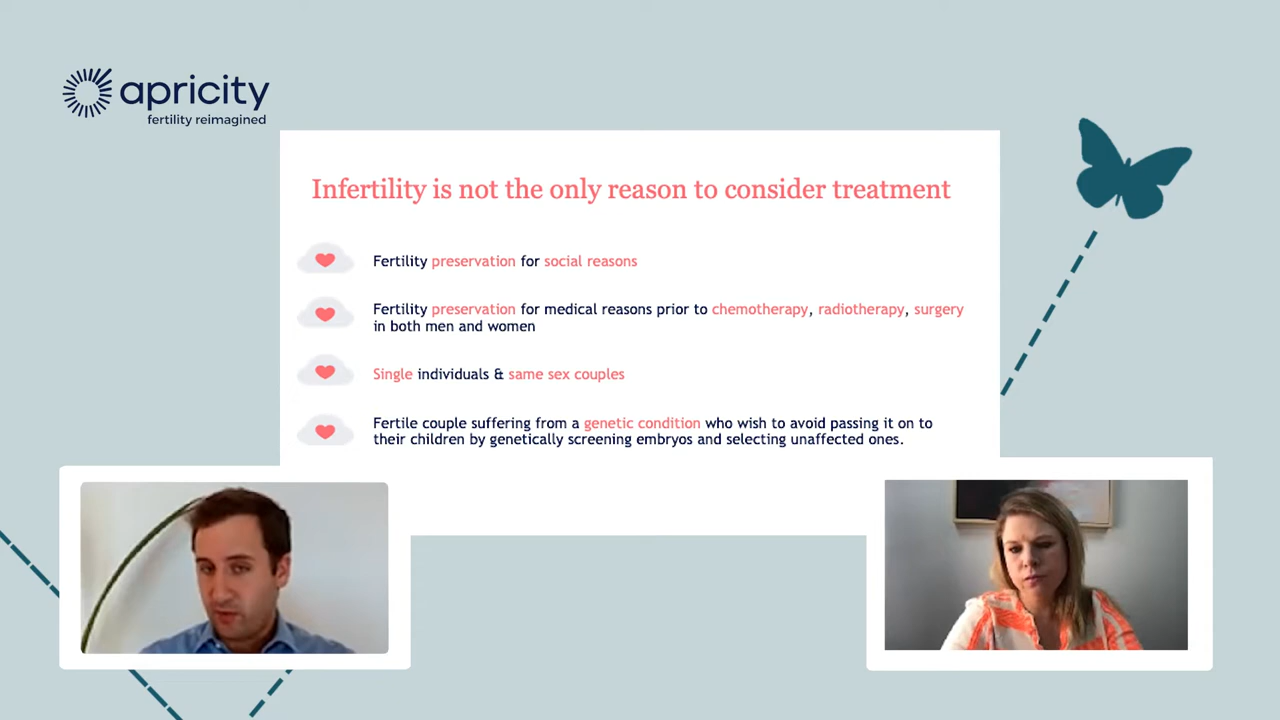 apricity
fertility reimagined
Infertility is not the only reason to consider treatment
Fertility preservation for social reasons
Fertility preservation for medical reasons prior to chemotherapy, radiotherapy, surgery
in both men and women
Single individuals & same sex couples
Fertile couple suffering from a genetic condition who wish to avoid passing it on to
their children by genetically screening embryos and selecting unaffected ones.